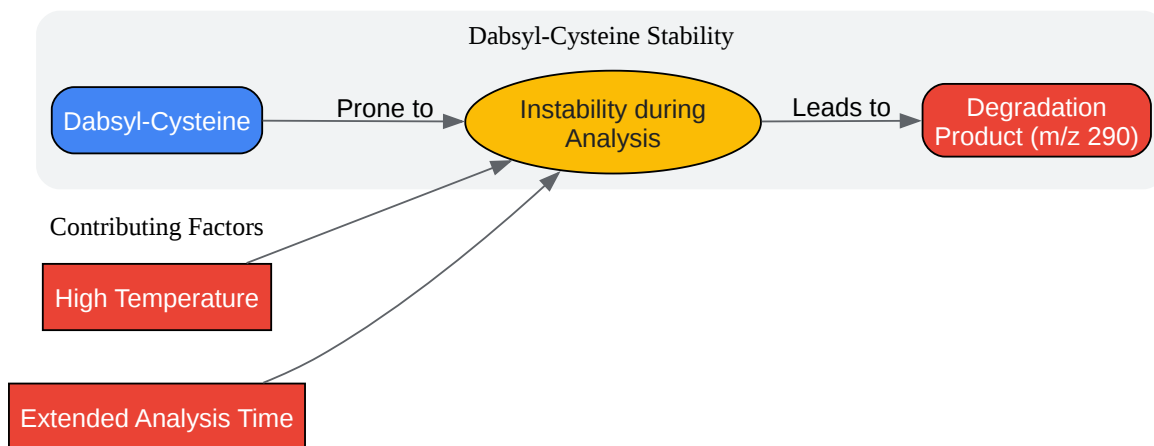 Dabsyl-Cysteine Stability
Dabsyl-Cysteine
Prone to
Instability during
Analysis
Leads to
Degradation
Product (m/z 290)
Contributing Factors
High Temperature
Extended Analysis Time